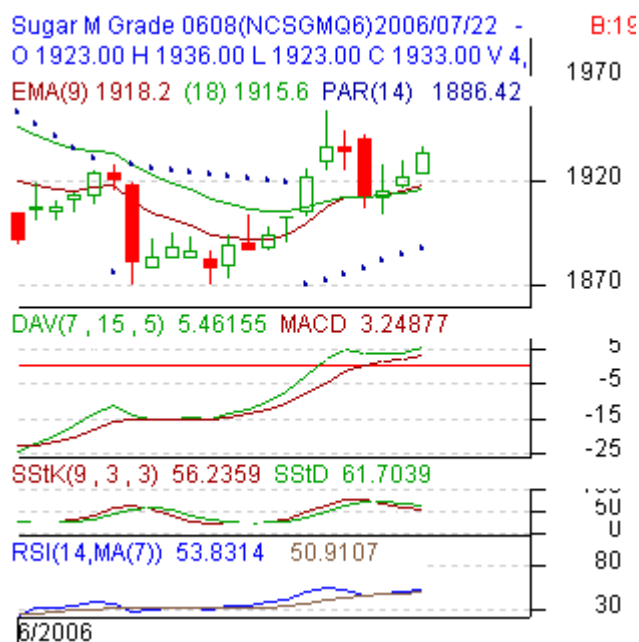 Sugar M Grade 0608(NCSGMQ6)2006/07/22 - B:19
O 1923.00 H 1936.00 L 1923.00 C 1933.00 V 4,
1970
EMA(9) 1918.2 (18) 1915.6 PAR(14) 1886.42
1920
1870
DAV(7 , 15 , 5) 5.46155 MACD 3.24877
5
-5
-15
-25
SStK(9 , 3 , 3) 56.2359 SStD 61.7039
50
0
RSI(14,MA(7)) 53.8314 50.9107
80
30
6/2006